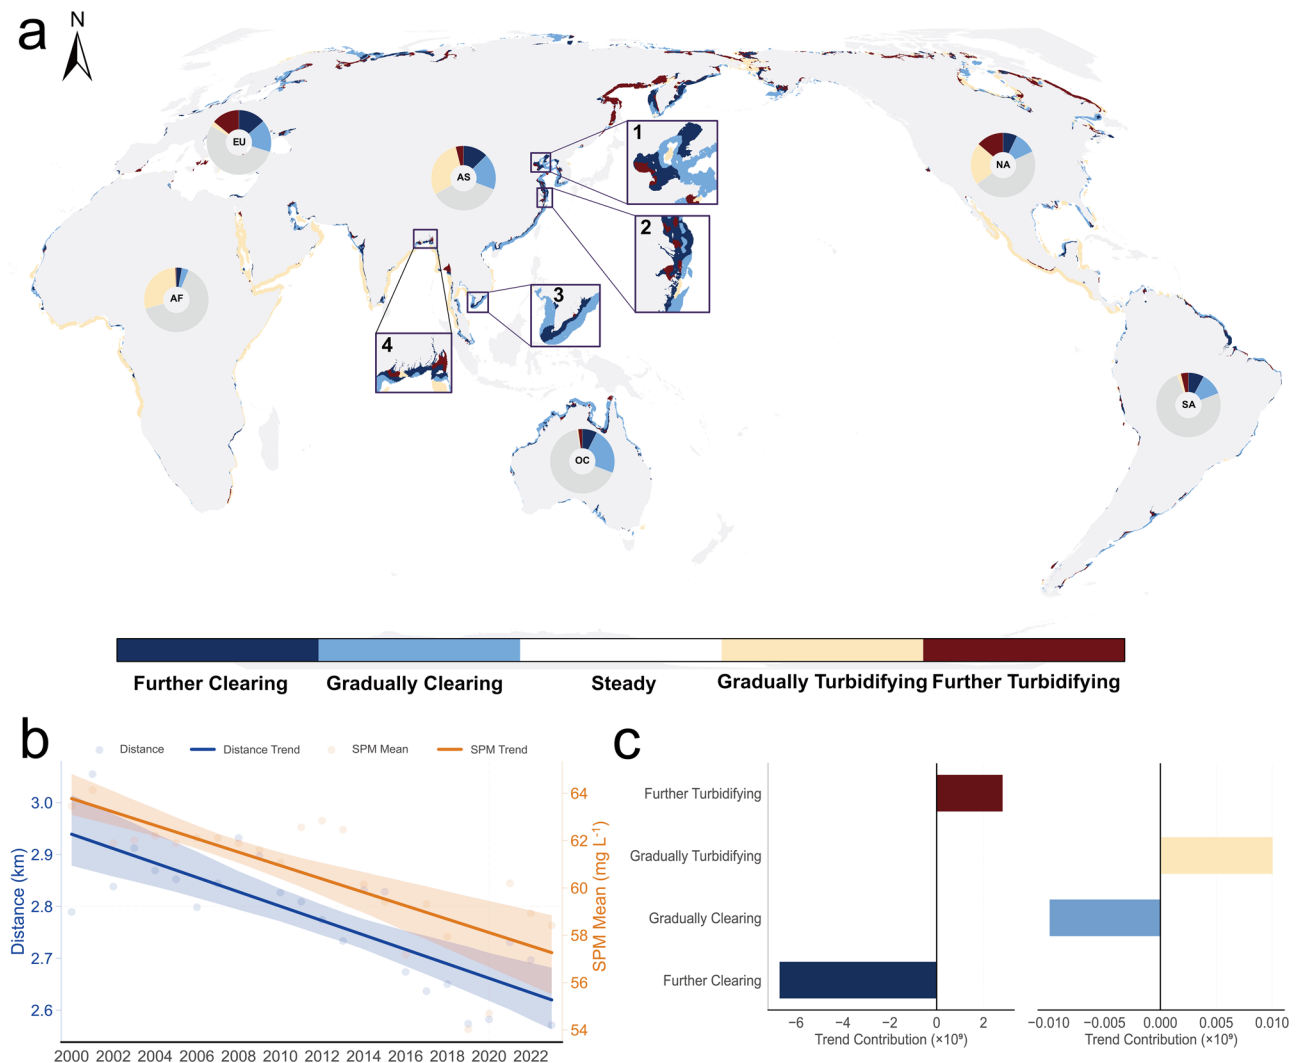 a
N
EU
AS
NA
AF
SA
OC
1
2
3
4
Further Clearing
Gradually Clearing
Steady
Gradually Turbidifying
Further Turbidifying
b
Distance
Distance Trend
SPM Mean
SPM Trend
3.0
2.9
2.8
2.7
2.6
Distance (km)
64
62
60
58
56
54
SPM Mean (mg L⁻¹)
2000 2002 2004 2006 2008 2010 2012 2014 2016 2018 2020 2022
c
Further Turbidifying
Gradually Turbidifying
Gradually Clearing
Further Clearing
−6 −4 −2 0 2
Trend Contribution (×10⁹)
−0.010 −0.005 0.000 0.005 0.010
Trend Contribution (×10⁹)